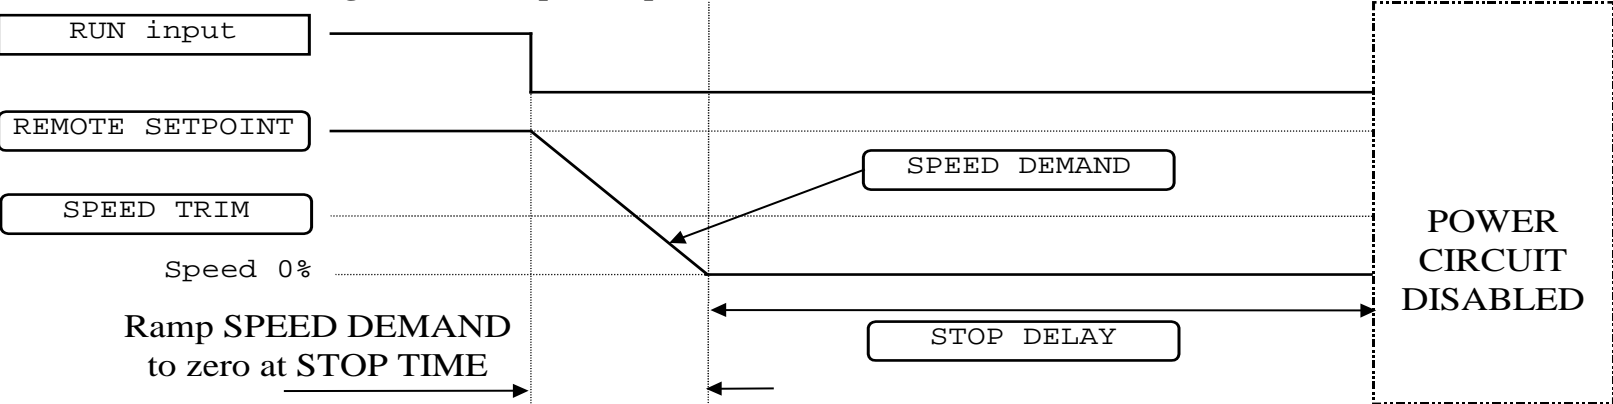 RUN input
REMOTE SETPOINT
SPEED DEMAND
SPEED TRIM
Speed 0%
POWER
CIRCUIT
DISABLED
Ramp SPEED DEMAND
to zero at STOP TIME
STOP DELAY